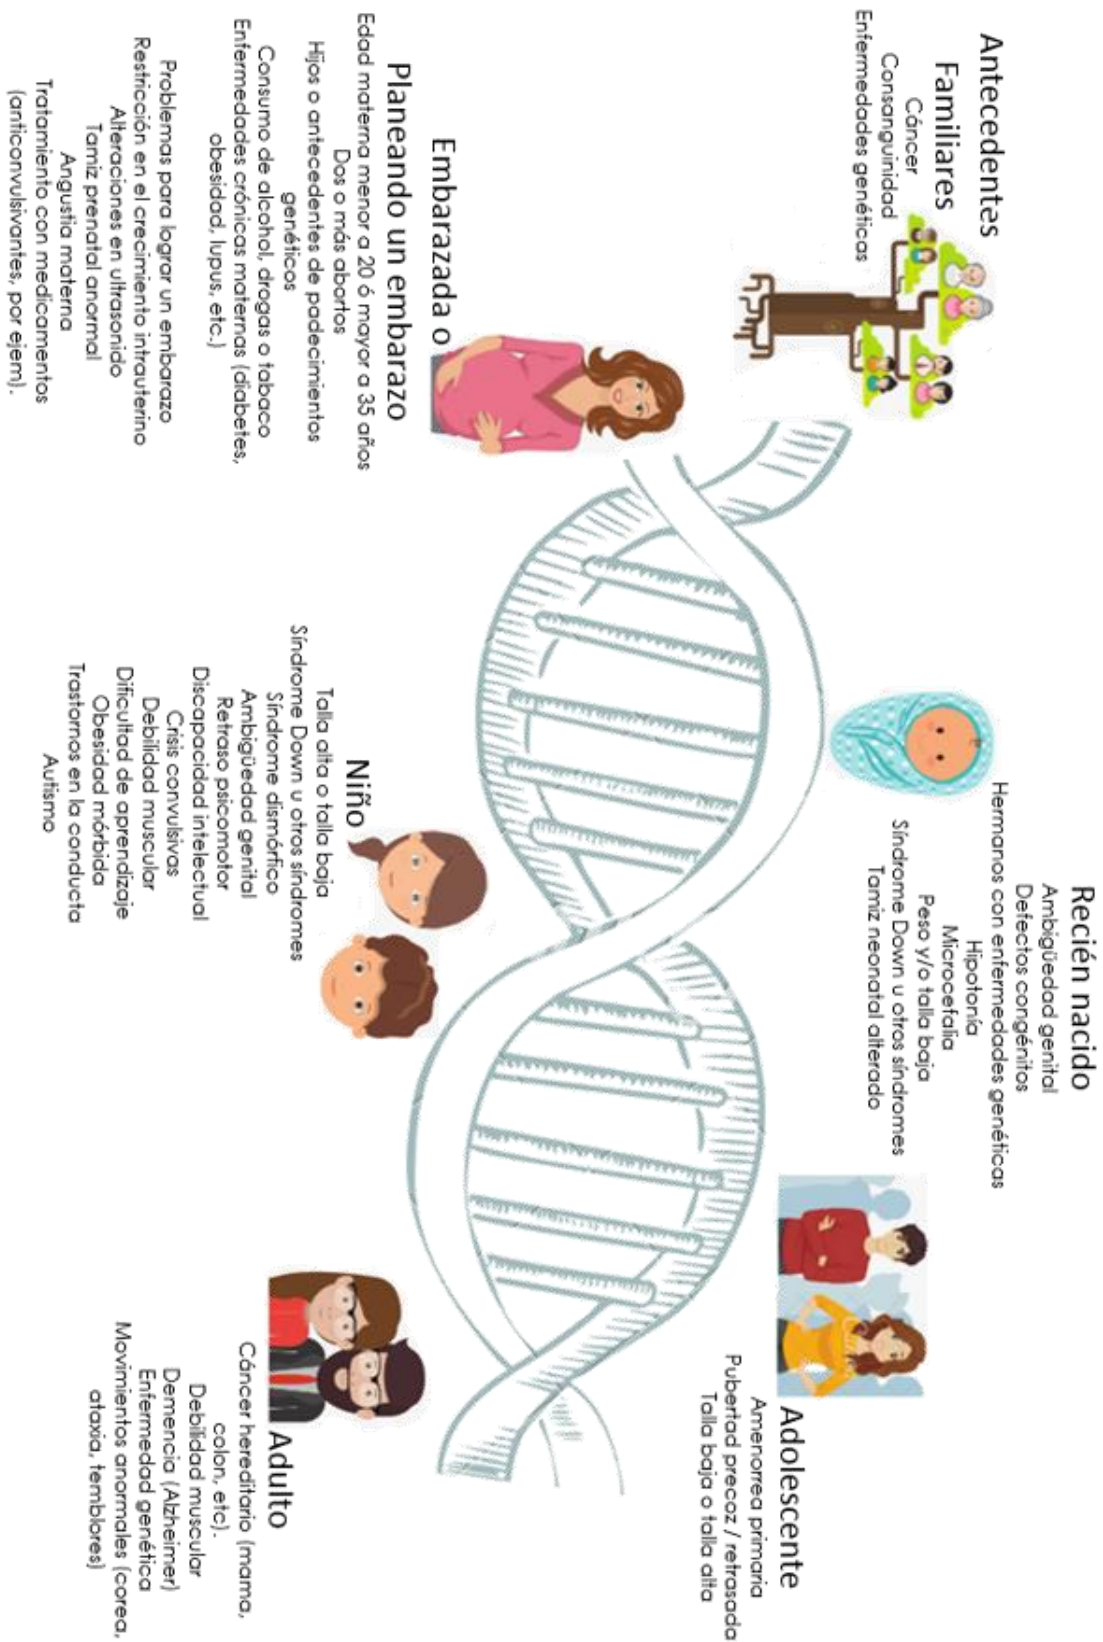 Antecedentes
Familiares
Cáncer
Consanguinidad
Enfermedades genéticas
Embarazada o
Planeando un embarazo
Edad materna menor a 20 ó mayor a 35 años
Dos o más abortos
Hijos o antecedentes de padecimientos
genéticos
Consumo de alcohol, drogas o tabaco
Enfermedades crónicas maternas (diabetes,
obesidad, lupus, etc.)
Problemas para lograr un embarazo
Restricción en el crecimiento intrauterino
Alteraciones en ultrasonido
Tamiz prenatal anormal
Angustia materna
Tratamiento con medicamentos
(anticonvulsivantes, por ejem).
Recién nacido
Ambigüedad genital
Defectos congénitos
Hermanos con enfermedades genéticas
Hipotonía
Microcefalia
Peso y/o talla baja
Síndrome Down u otros síndromes
Tamiz neonatal alterado
Niño
Talla alta o talla baja
Síndrome Down u otros síndromes
Síndrome dismórfico
Ambigüedad genital
Retraso psicomotor
Discapacidad intelectual
Crisis convulsivas
Debilidad muscular
Dificultad de aprendizaje
Obesidad mórbida
Trastornos en la conducta
Autismo
Adolescente
Amenorrea primaria
Pubertad precoz / retrasada
Talla baja o talla alta
Adulto
Cáncer hereditario (mama,
colon, etc).
Debilidad muscular
Demencia (Alzheimer)
Enfermedad genética
Movimientos anormales (corea,
ataxia, temblores)